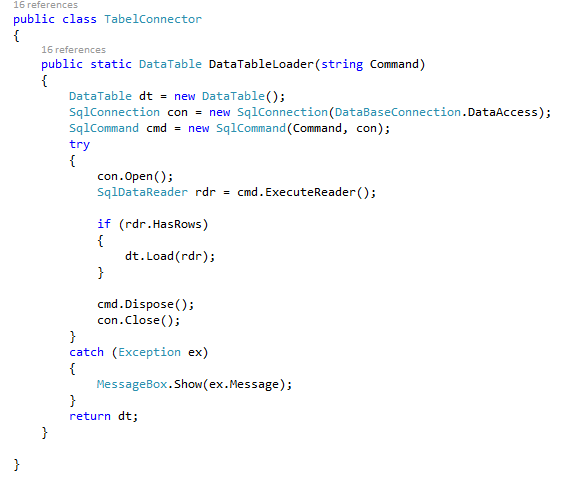 16 references
public class TabelConnector
{
16 references
public static DataTable DataTableLoader(string Command)
{
DataTable dt = new DataTable();
SqlConnection con = new SqlConnection(DataBaseConnection.DataAccess);
SqlCommand cmd = new SqlCommand(Command, con);
try
{
con.Open();
SqlDataReader rdr = cmd.ExecuteReader();
if (rdr.HasRows)
{
dt.Load(rdr);
}
cmd.Dispose();
con.Close();
}
catch (Exception ex)
{
MessageBox.Show(ex.Message);
}
return dt;
}
}